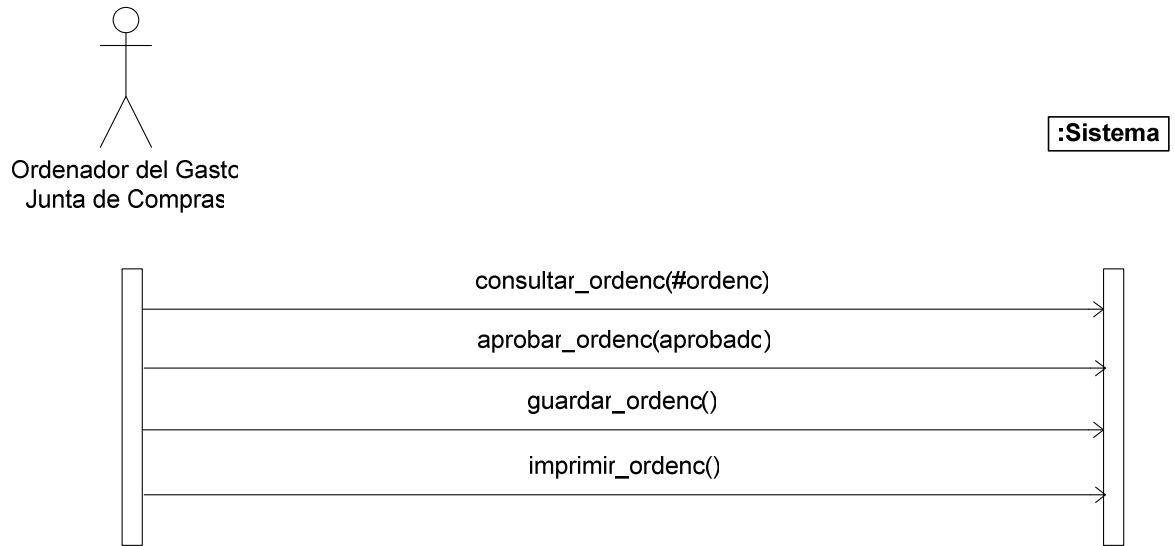 Ordenador del Gasto
Junta de Compras
:Sistema
consultar_ordenc(#ordenc)
aprobar_ordenc(aprobado)
guardar_ordenc()
imprimir_ordenc()